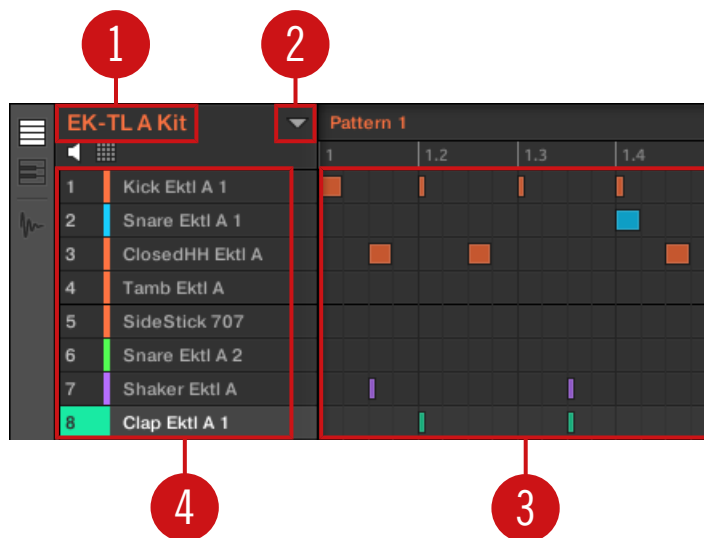 1 2
EK-TL A Kit Pattern 1
1 1.2 1.3 1.4
1 Kick Ektl A 1
2 Snare Ektl A 1
3 ClosedHH Ektl A
4 Tamb Ektl A
5 SideStick 707
6 Snare Ektl A 2
7 Shaker Ektl A
8 Clap Ektl A 1
4 3